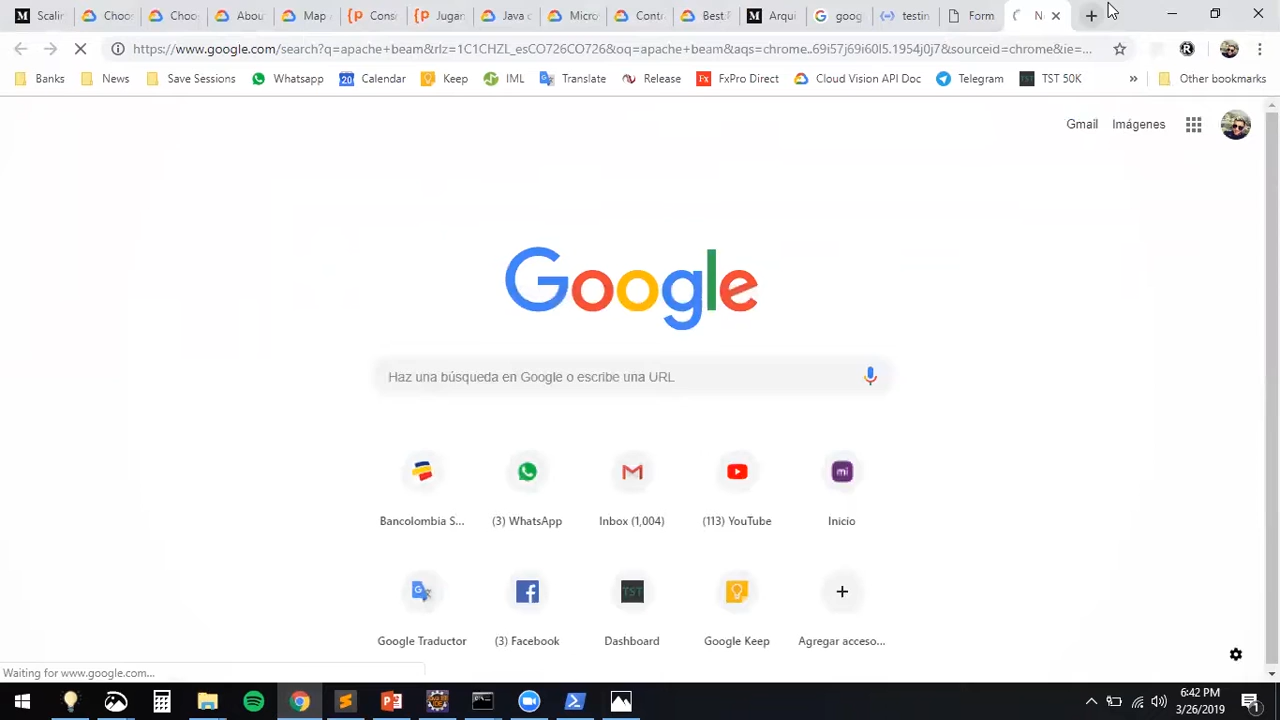 Scalin
Choo
Choo
Abou
Map
Cons
Jugar
Java c
Micro
Contr
Best P
Arqui
goog
testin
Form
Ne
https://www.google.com/search?q=apache+beam&rlz=1C1CHZL_esCO726CO726&oq=apache+beam&aqs=chrome..69i57j69i60l5.1954j0j7&sourceid=chrome&ie=...
Banks
News
Save Sessions
Whatsapp
Calendar
Keep
IML
Translate
Release
FxPro Direct
Cloud Vision API Doc
Telegram
TST 50K
»
Other bookmarks
Gmail
Imágenes
Google
Haz una búsqueda en Google o escribe una URL
Bancolombia S...
(3) WhatsApp
Inbox (1,004)
(113) YouTube
Inicio
Google Traductor
(3) Facebook
Dashboard
Google Keep
Agregar acceso...
Waiting for www.google.com...
6:42 PM
3/26/2019